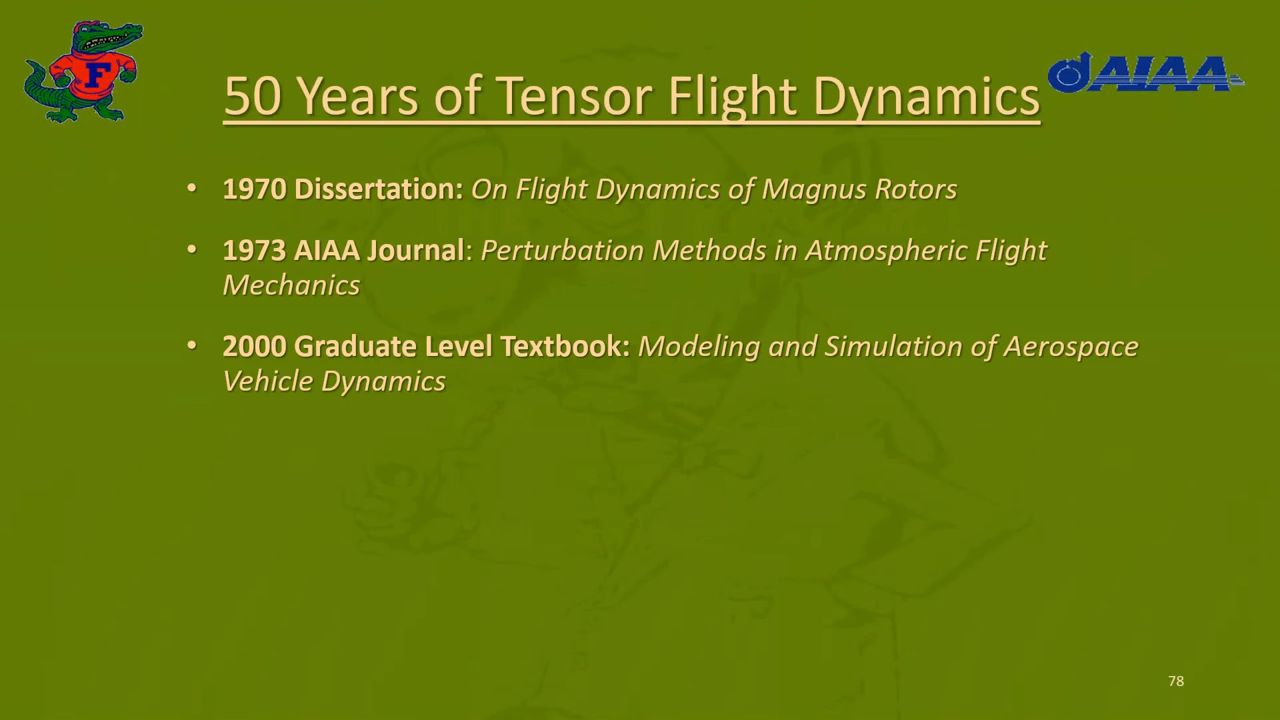 50 Years of Tensor Flight Dynamics
F
AIAA
• 1970 Dissertation: On Flight Dynamics of Magnus Rotors
• 1973 AIAA Journal: Perturbation Methods in Atmospheric Flight
Mechanics
• 2000 Graduate Level Textbook: Modeling and Simulation of Aerospace
Vehicle Dynamics
78